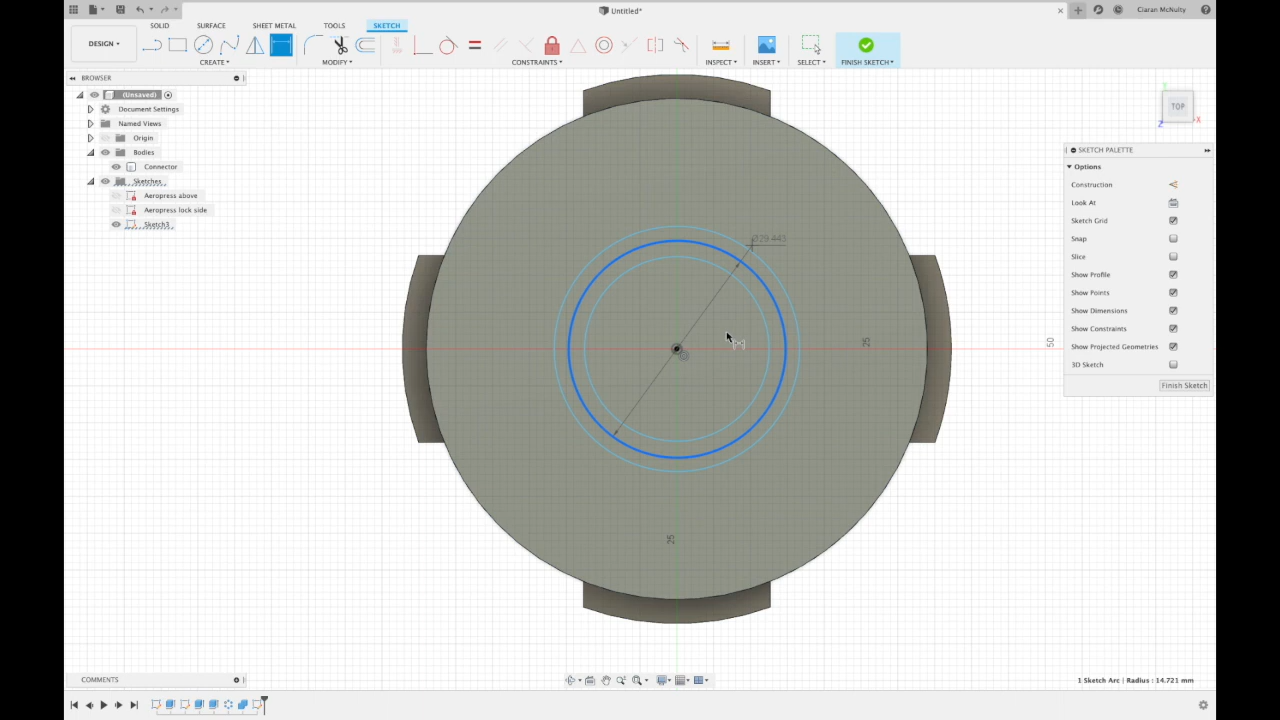 Untitled*
Ciaran McNulty
DESIGN
SOLID SURFACE SHEET METAL TOOLS SKETCH
CREATE MODIFY CONSTRAINTS INSPECT INSERT SELECT FINISH SKETCH
BROWSER
(Unsaved)
Document Settings
Named Views
Origin
Bodies
Connector
Sketches
Aeropress above
Aeropress lock side
Sketch3
TOP
X
Y
Z
SKETCH PALETTE
Options
Construction
Look At
Sketch Grid
Snap
Slice
Show Profile
Show Points
Show Dimensions
Show Constraints
Show Projected Geometries
3D Sketch
Finish Sketch
Ø29.443
25
50
25
COMMENTS
1 Sketch Arc | Radius : 14.721 mm